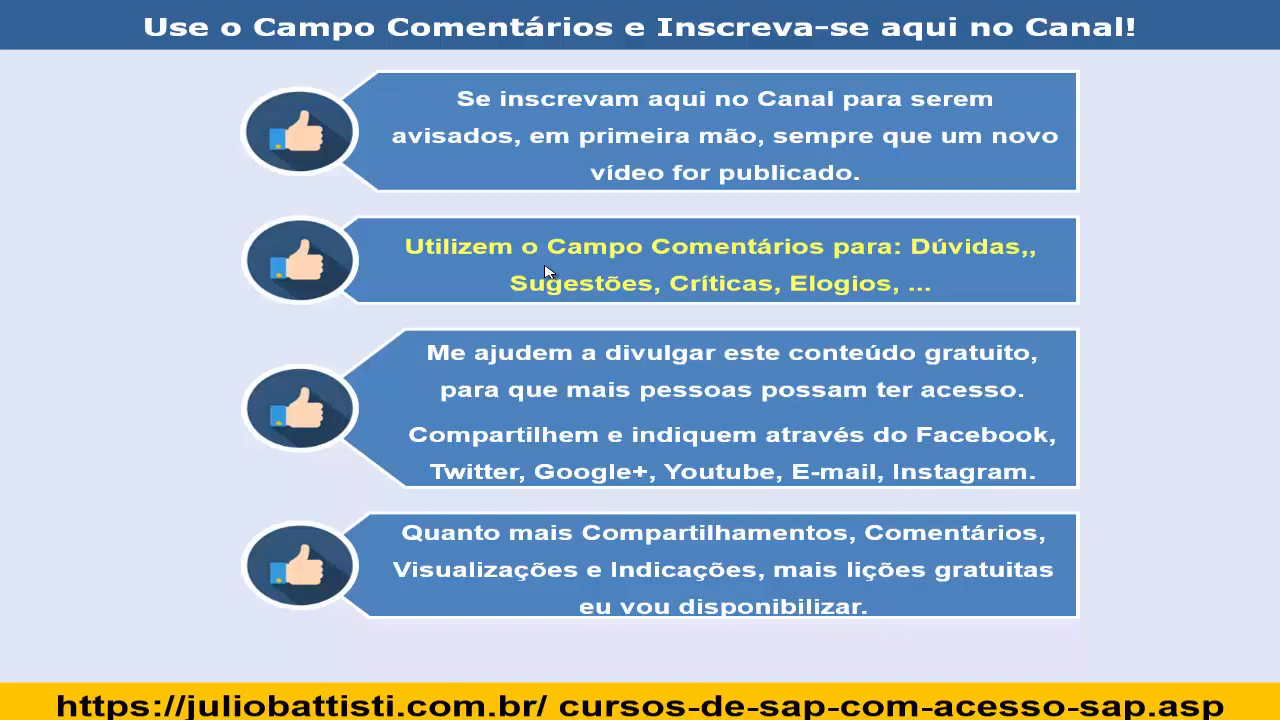 Use o Campo Comentários e Inscreva-se aqui no Canal!
Se inscrevam aqui no Canal para serem
avisados, em primeira mão, sempre que um novo
vídeo for publicado.
Utilizem o Campo Comentários para: Dúvidas,,
Sugestões, Críticas, Elogios, ...
Me ajudem a divulgar este conteúdo gratuito,
para que mais pessoas possam ter acesso.
Compartilhem e indiquem através do Facebook,
Twitter, Google+, Youtube, E-mail, Instagram.
Quanto mais Compartilhamentos, Comentários,
Visualizações e Indicações, mais lições gratuitas
eu vou disponibilizar.
https://juliobattisti.com.br/ cursos-de-sap-com-acesso-sap.asp